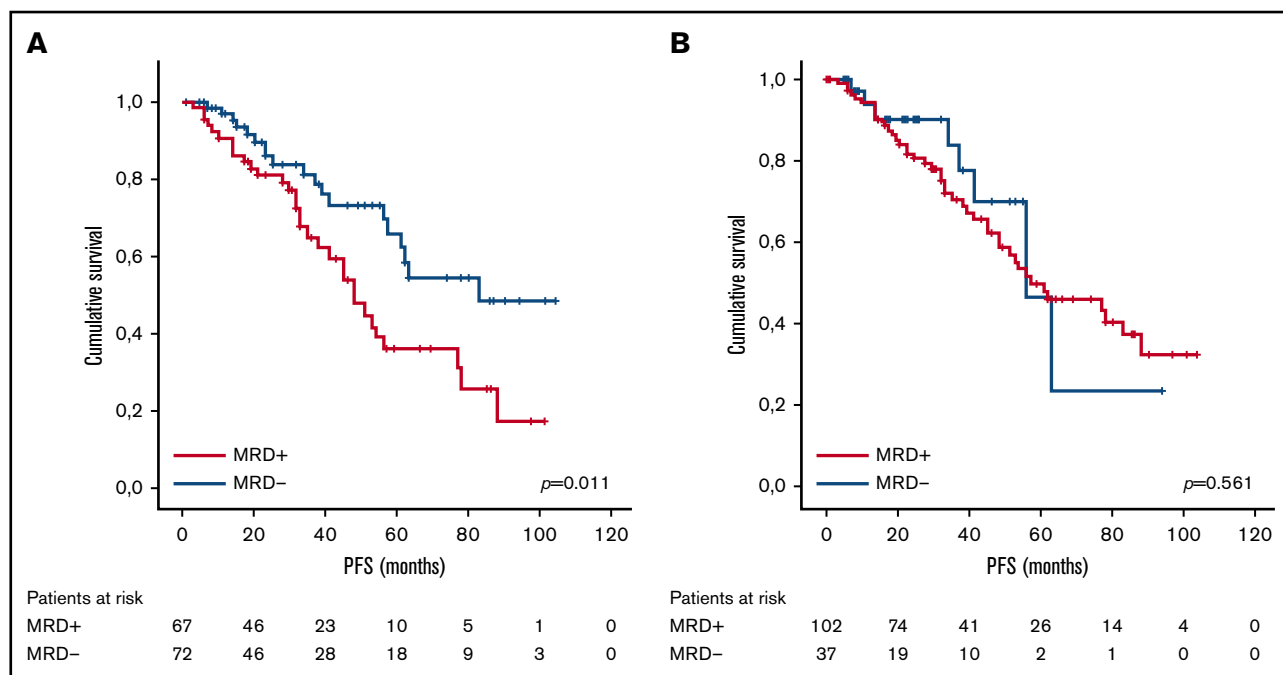 A
Cumulative survival
1,0
0,8
0,6
0,4
0,2
0,0
MRD+
MRD−
p=0.011
0 20 40 60 80 100 120
PFS (months)
Patients at risk
MRD+ 67 46 23 10 5 1 0
MRD− 72 46 28 18 9 3 0
B
Cumulative survival
1,0
0,8
0,6
0,4
0,2
0,0
MRD+
MRD−
p=0.561
0 20 40 60 80 100 120
PFS (months)
Patients at risk
MRD+ 102 74 41 26 14 4 0
MRD− 37 19 10 2 1 0 0